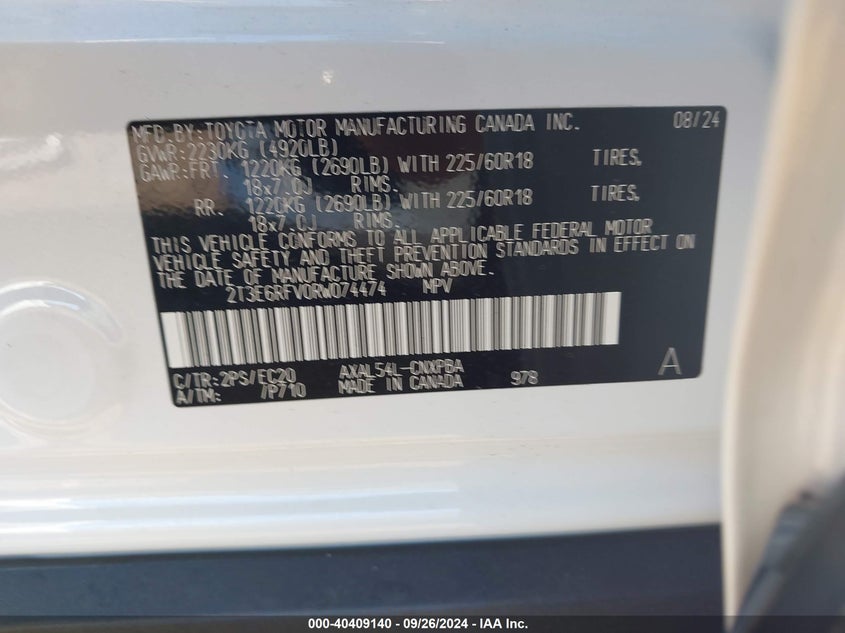 MFD.BY:TOYOTA MOTOR MANUFACTURING CANADA INC. 08/24
GVWR:2230KG (4920LB)
GAWR:FRT. 1220KG (2690LB) WITH 225/60R18 TIRES,
18x7.0J RIMS.
RR. 1220KG (2690LB) WITH 225/60R18 TIRES,
18x7.0J RIMS.
THIS VEHICLE CONFORMS TO ALL APPLICABLE FEDERAL MOTOR
VEHICLE SAFETY AND THEFT PREVENTION STANDARDS IN EFFECT ON
THE DATE OF MANUFACTURE SHOWN ABOVE.
2T3E6RFV0RW074474 MPV
C/TR:2PS/EC20 AXAL54L-CNXPBA A
A/TM: /P710 MADE IN CANADA 978
000-40409140 - 09/26/2024 - IAA Inc.